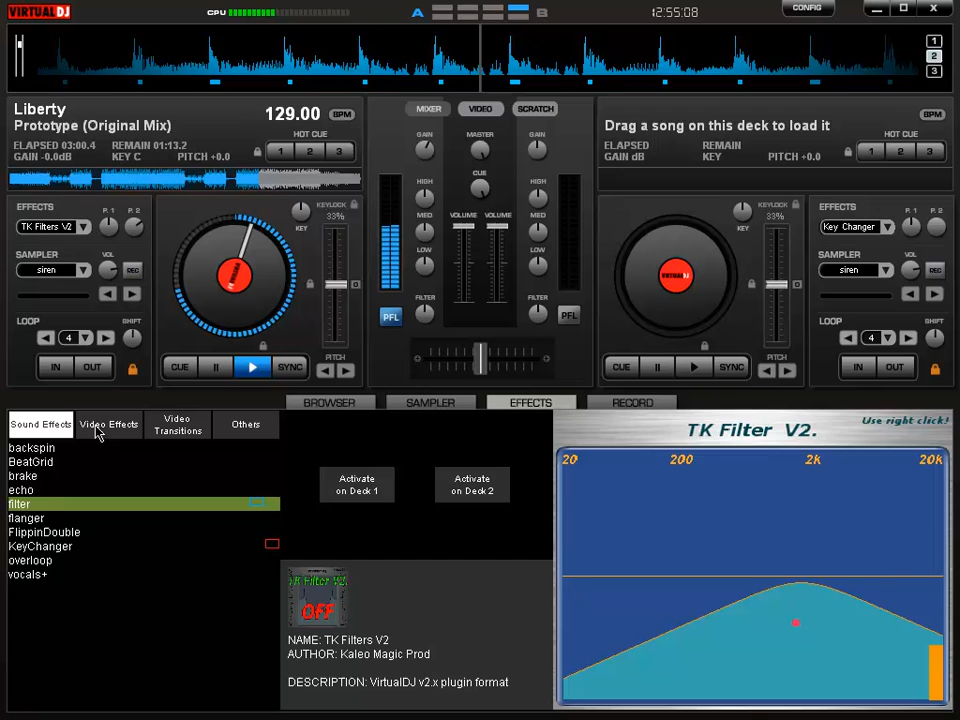 VIRTUAL DJ
CPU
A
B
12:55:08
CONFIG
X
1
2
3
Liberty
129.00 BPM
Prototype (Original Mix)
HOT CUE
ELAPSED 03:00.4 REMAIN 01:13.2
GAIN -0.0dB KEY C PITCH +0.0
1 2 3
MIXER VIDEO SCRATCH
GAIN MASTER GAIN
HIGH CUE HIGH
MED VOLUME VOLUME MED
LOW LOW
FILTER FILTER
PFL PFL
BPM
Drag a song on this deck to load it
HOT CUE
ELAPSED REMAIN
GAIN dB KEY PITCH +0.0
1 2 3
EFFECTS P. 1 P. 2
TK Filters V2
SAMPLER VOL
siren REC
LOOP SHIFT
4
IN OUT
KEYLOCK
33%
KEY
CUE SYNC
PITCH
VIRTUALDJ
KEYLOCK
33%
KEY
CUE SYNC
PITCH
EFFECTS P. 1 P. 2
Key Changer
SAMPLER VOL
siren REC
LOOP SHIFT
4
IN OUT
BROWSER SAMPLER EFFECTS RECORD
Sound Effects
Video Effects
Video
Transitions
Others
backspin
BeatGrid
brake
echo
filter
flanger
FlippinDouble
KeyChanger
overloop
vocals+
Activate
on Deck 1
Activate
on Deck 2
TK Filter V2.
OFF
NAME: TK Filters V2
AUTHOR: Kaleo Magic Prod
DESCRIPTION: VirtualDJ v2.x plugin format
TK Filter V2.
Use right click!
20 200 2k 20k